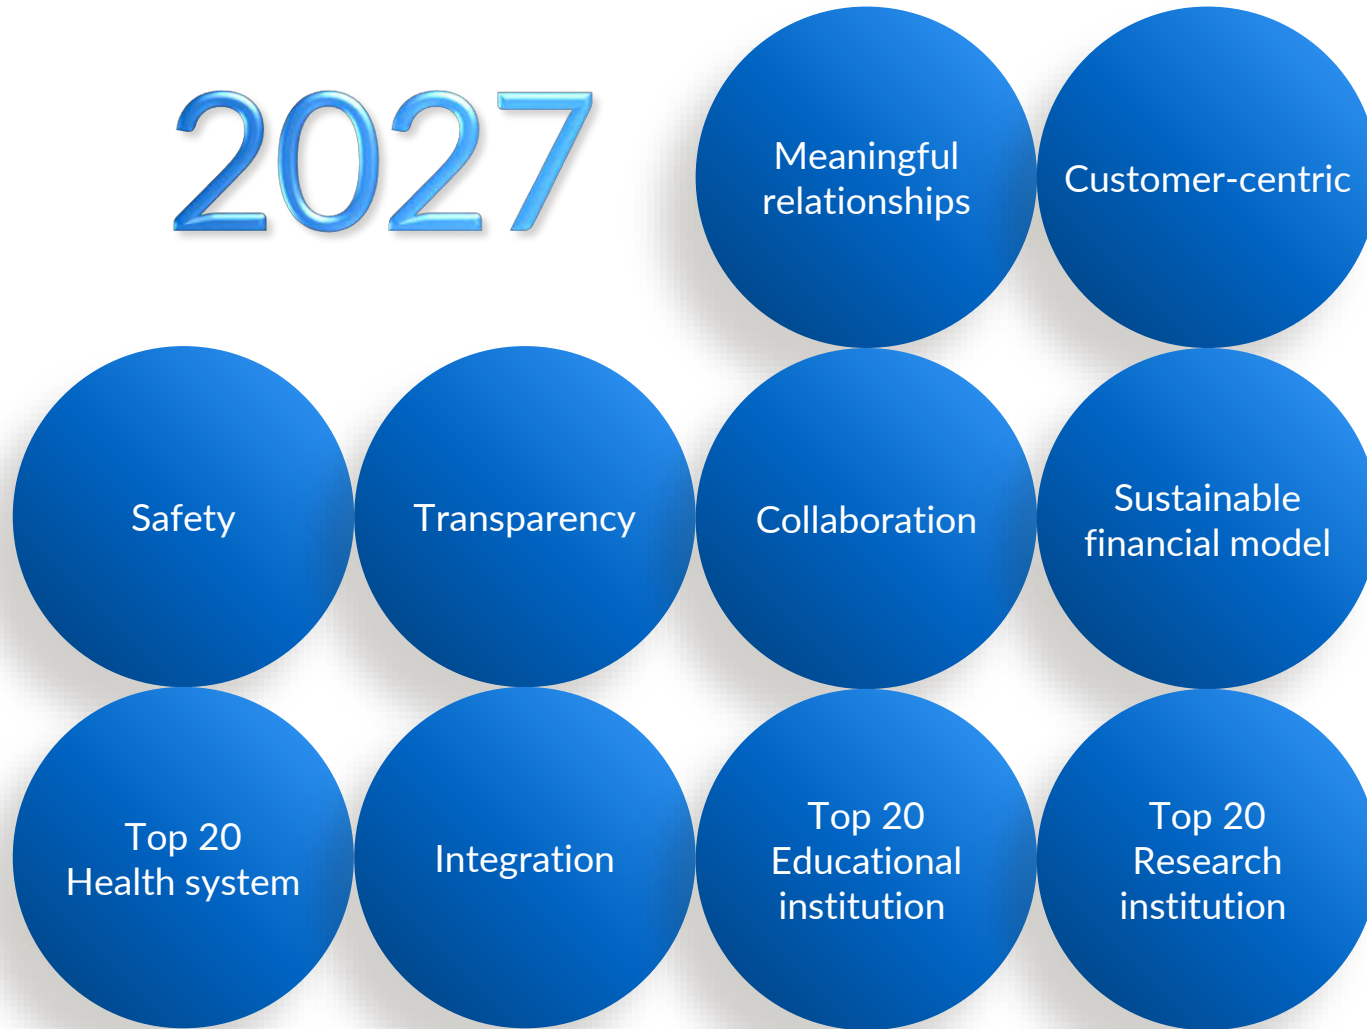 2027
Meaningful
relationships
Customer-centric
Safety
Transparency
Collaboration
Sustainable
financial model
Top 20
Health system
Integration
Top 20
Educational
institution
Top 20
Research
institution